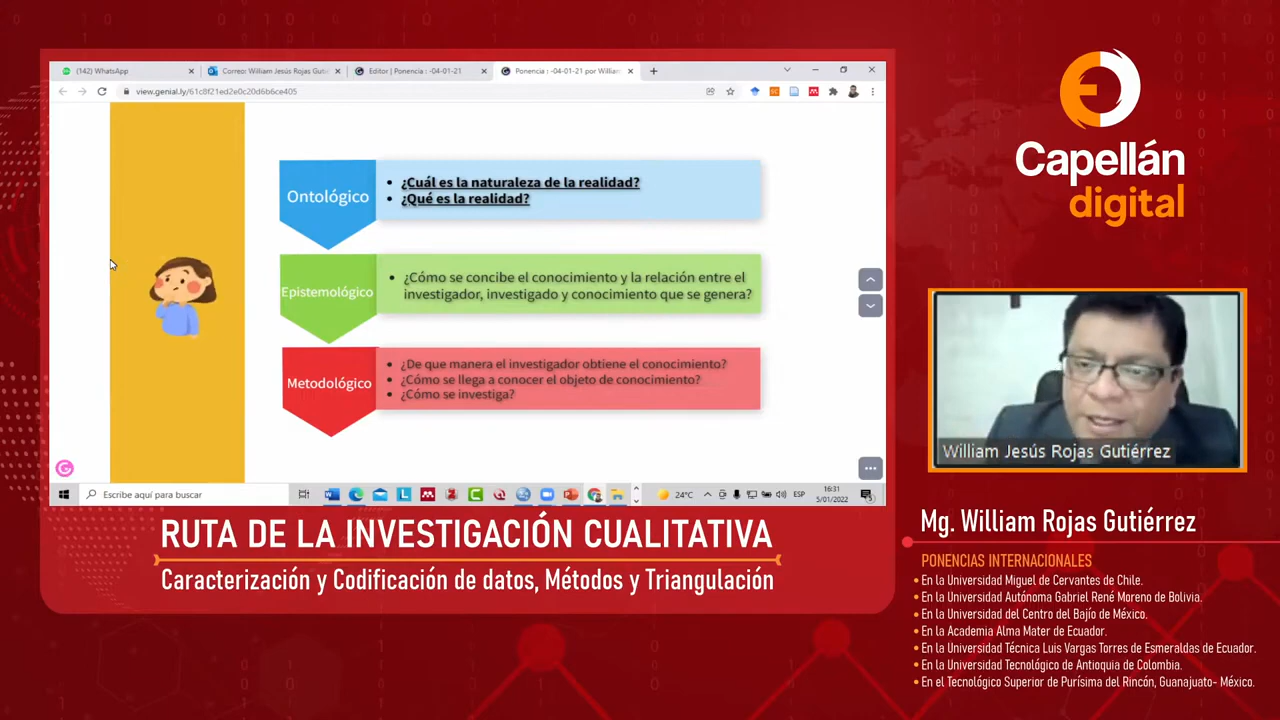 (142) WhatsApp
Correo: William Jesús Rojas Guti
Editor | Ponencia : -04-01-21
Ponencia : -04-01-21 por William
view.genial.ly/61c8f21ed2e0c20d6b6ce405
Ontológico
• ¿Cuál es la naturaleza de la realidad?
• ¿Qué es la realidad?
Epistemológico
• ¿Cómo se concibe el conocimiento y la relación entre el
investigador, investigado y conocimiento que se genera?
Metodológico
• ¿De que manera el investigador obtiene el conocimiento?
• ¿Cómo se llega a conocer el objeto de conocimiento?
• ¿Cómo se investiga?
Escribe aquí para buscar
24°C
ESP
16:31
5/01/2022
RUTA DE LA INVESTIGACIÓN CUALITATIVA
Caracterización y Codificación de datos, Métodos y Triangulación
Capellán
digital
William Jesús Rojas Gutiérrez
Mg. William Rojas Gutiérrez
PONENCIAS INTERNACIONALES
• En la Universidad Miguel de Cervantes de Chile.
• En la Universidad Autónoma Gabriel René Moreno de Bolivia.
• En la Universidad del Centro del Bajío de México.
• En la Academia Alma Mater de Ecuador.
• En la Universidad Técnica Luis Vargas Torres de Esmeraldas de Ecuador.
• En la Universidad Tecnológico de Antioquia de Colombia.
• En el Tecnológico Superior de Purísima del Rincón, Guanajuato- México.